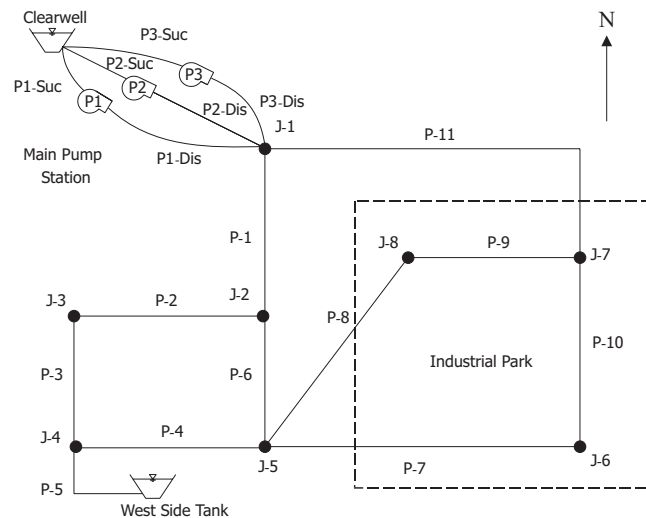 Clearwell
N
P3-Suc
P2-Suc
P3
P1-Suc
P2
P1
P2-Dis
P3-Dis
J-1
P-11
Main Pump
Station
P1-Dis
P-1
J-8
P-9
J-7
J-3
P-2
J-2
P-8
P-3
P-6
Industrial Park
P-10
J-4
P-4
J-5
P-7
J-6
P-5
West Side Tank